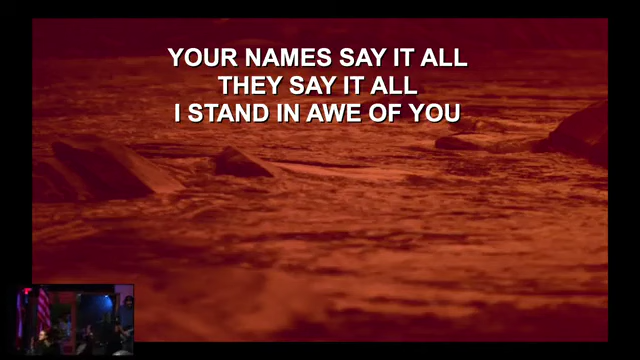 YOUR NAMES SAY IT ALL
THEY SAY IT ALL
I STAND IN AWE OF YOU